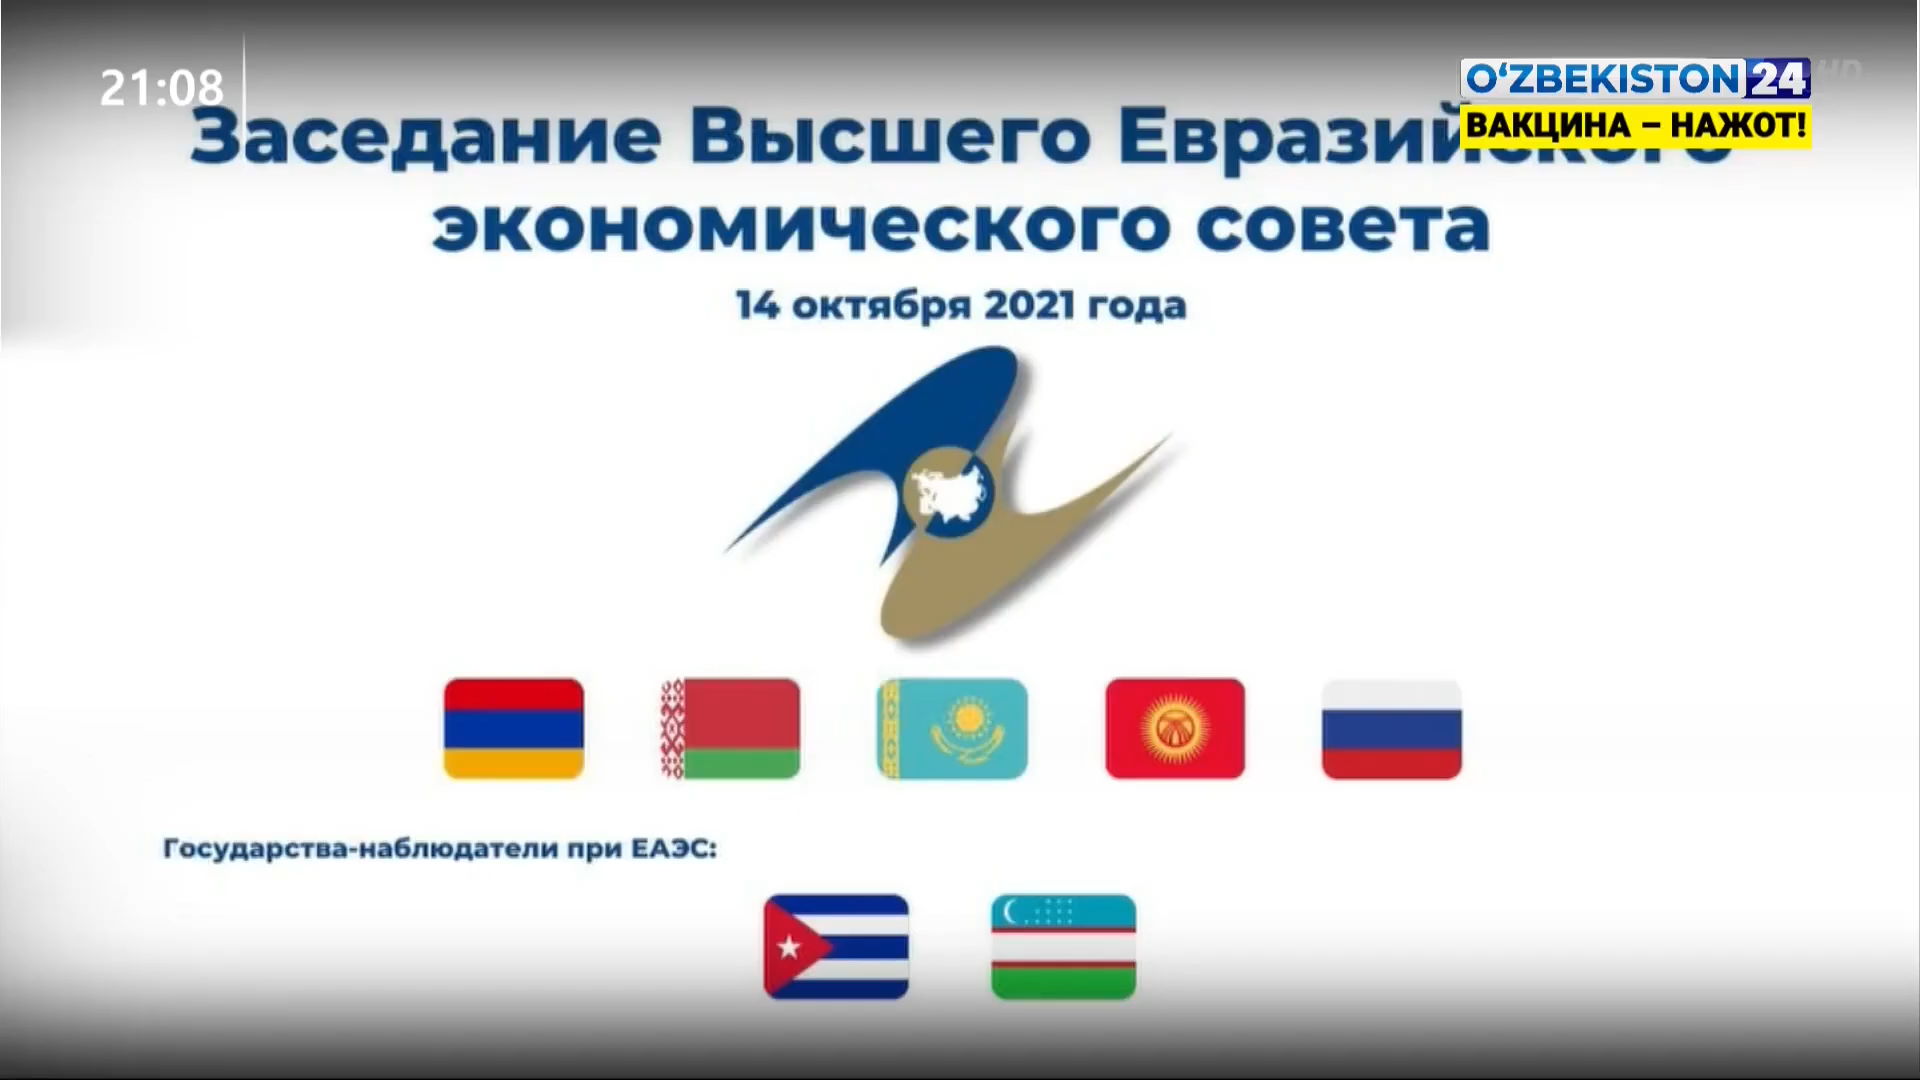 21:08
O‘ZBEKISTON 24 HD
ВАКЦИНА – НАЖОТ!
Заседание Высшего Евразийского
экономического совета
14 октября 2021 года
Государства-наблюдатели при ЕАЭС: